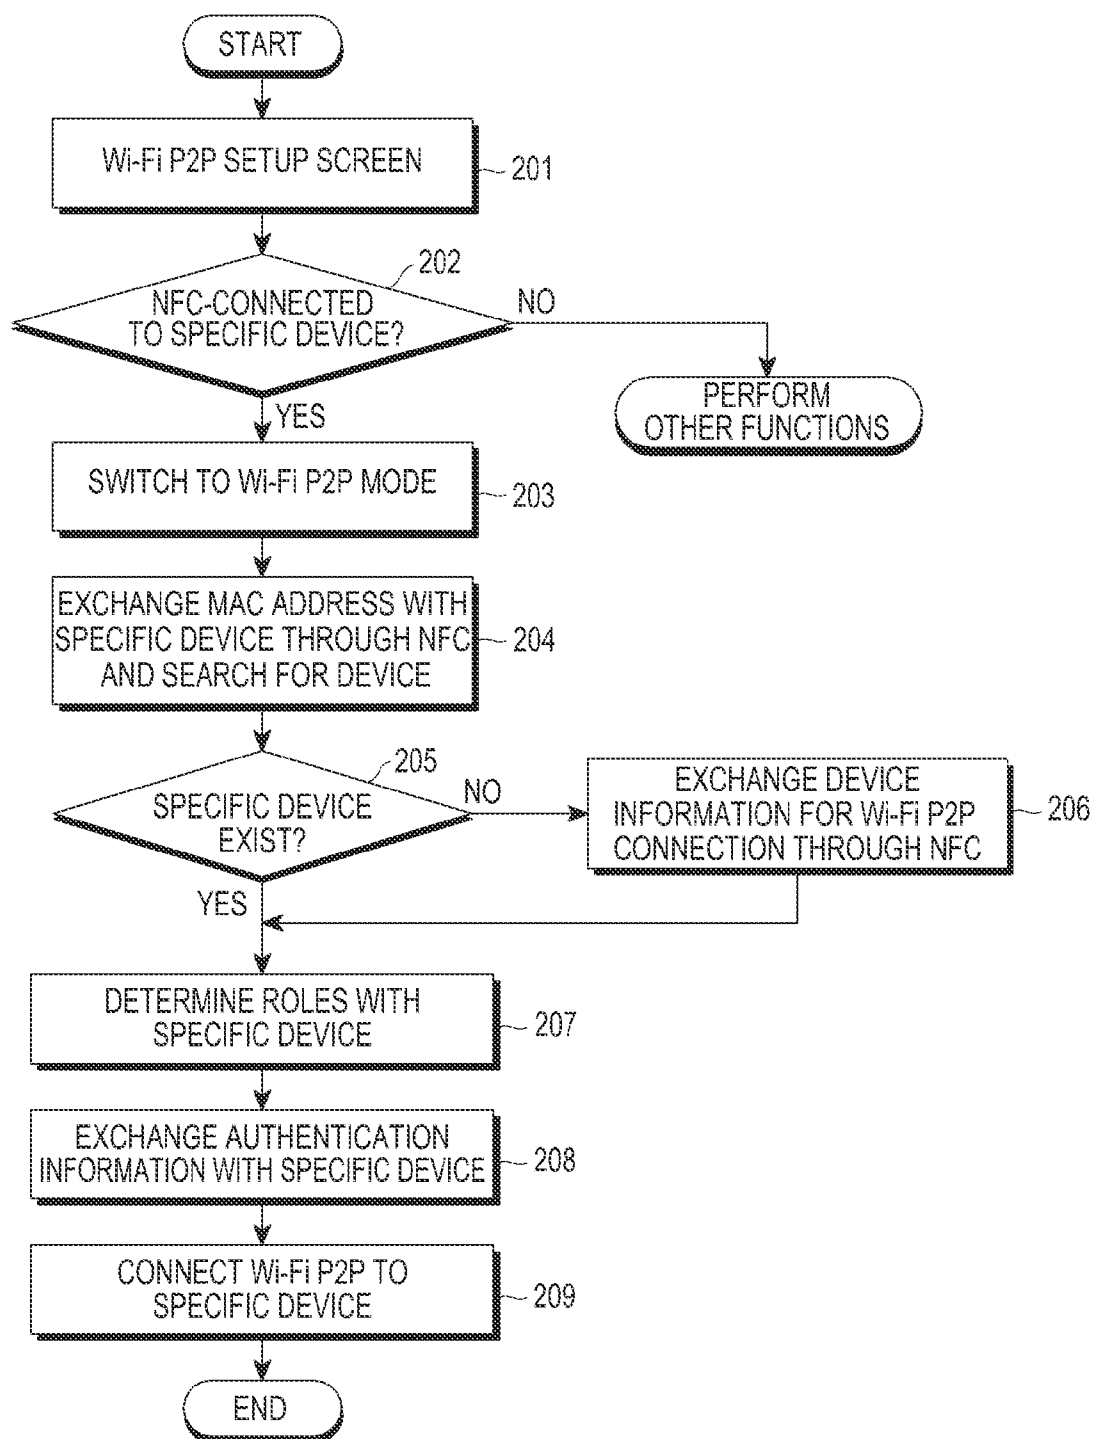 START
Wi-Fi P2P SETUP SCREEN
201
202
NFC-CONNECTED
TO SPECIFIC DEVICE?
NO
YES
PERFORM
OTHER FUNCTIONS
SWITCH TO Wi-Fi P2P MODE
203
EXCHANGE MAC ADDRESS WITH
SPECIFIC DEVICE THROUGH NFC
AND SEARCH FOR DEVICE
204
205
SPECIFIC DEVICE
EXIST?
NO
YES
EXCHANGE DEVICE
INFORMATION FOR Wi-Fi P2P
CONNECTION THROUGH NFC
206
DETERMINE ROLES WITH
SPECIFIC DEVICE
207
EXCHANGE AUTHENTICATION
INFORMATION WITH SPECIFIC DEVICE
208
CONNECT Wi-Fi P2P TO
SPECIFIC DEVICE
209
END